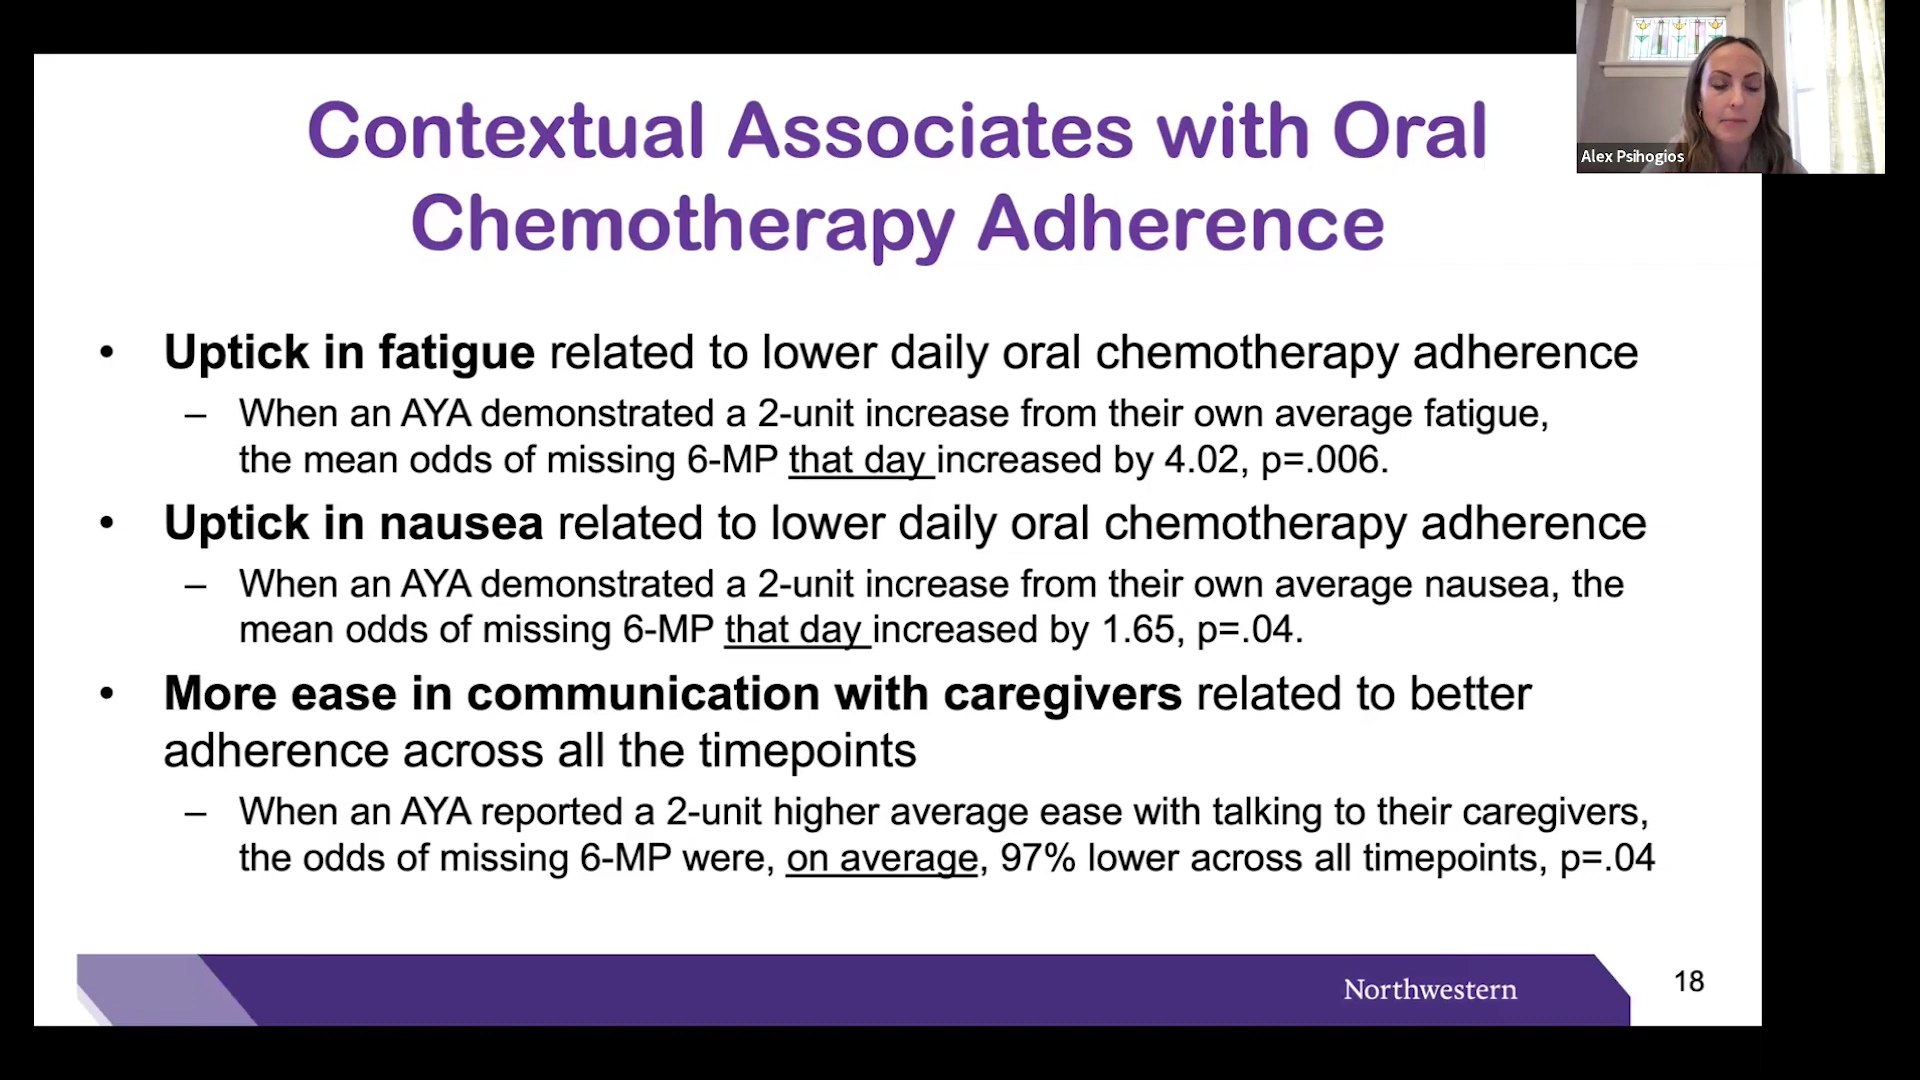 Contextual Associates with Oral
Chemotherapy Adherence
Alex Psihogios
• Uptick in fatigue related to lower daily oral chemotherapy adherence
– When an AYA demonstrated a 2-unit increase from their own average fatigue,
the mean odds of missing 6-MP that day increased by 4.02, p=.006.
• Uptick in nausea related to lower daily oral chemotherapy adherence
– When an AYA demonstrated a 2-unit increase from their own average nausea, the
mean odds of missing 6-MP that day increased by 1.65, p=.04.
• More ease in communication with caregivers related to better
adherence across all the timepoints
– When an AYA reported a 2-unit higher average ease with talking to their caregivers,
the odds of missing 6-MP were, on average, 97% lower across all timepoints, p=.04
Northwestern
18